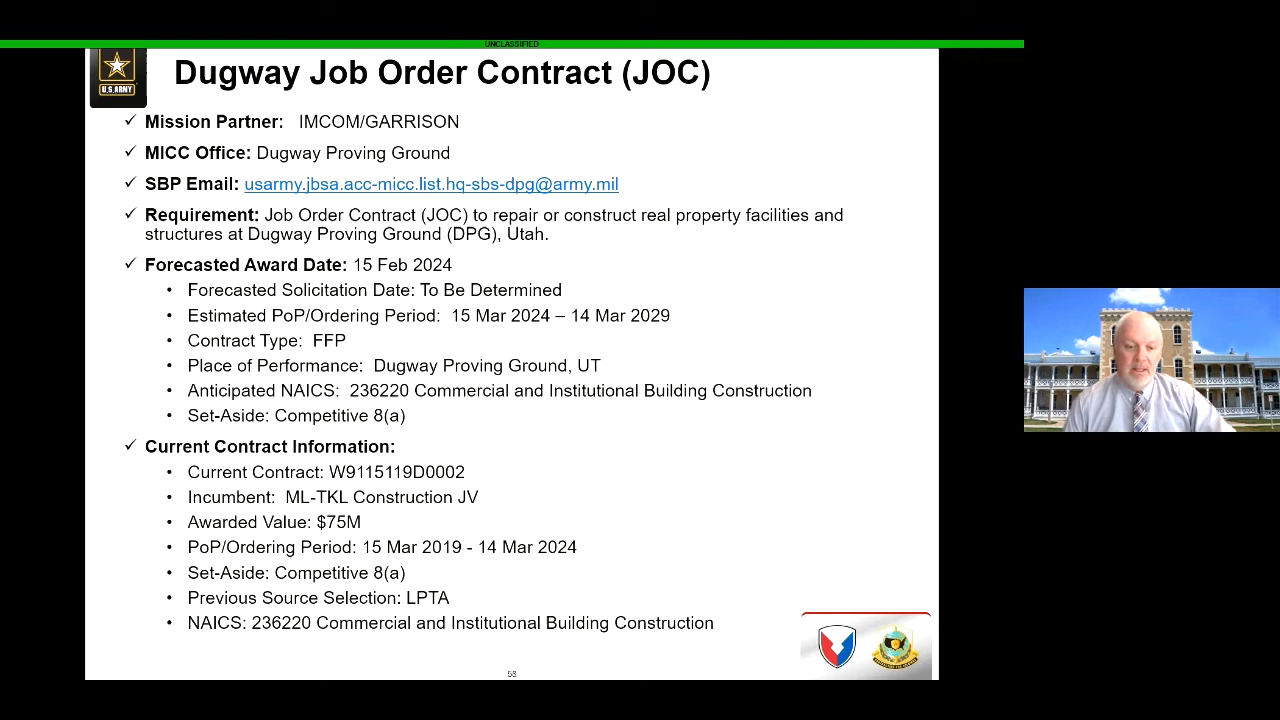 UNCLASSIFIED
Dugway Job Order Contract (JOC)
U.S.ARMY
✓ Mission Partner: IMCOM/GARRISON
✓ MICC Office: Dugway Proving Ground
✓ SBP Email: usarmy.jbsa.acc-micc.list.hq-sbs-dpg@army.mil
✓ Requirement: Job Order Contract (JOC) to repair or construct real property facilities and
structures at Dugway Proving Ground (DPG), Utah.
✓ Forecasted Award Date: 15 Feb 2024
• Forecasted Solicitation Date: To Be Determined
• Estimated PoP/Ordering Period: 15 Mar 2024 – 14 Mar 2029
• Contract Type: FFP
• Place of Performance: Dugway Proving Ground, UT
• Anticipated NAICS: 236220 Commercial and Institutional Building Construction
• Set-Aside: Competitive 8(a)
✓ Current Contract Information:
• Current Contract: W9115119D0002
• Incumbent: ML-TKL Construction JV
• Awarded Value: $75M
• PoP/Ordering Period: 15 Mar 2019 - 14 Mar 2024
• Set-Aside: Competitive 8(a)
• Previous Source Selection: LPTA
• NAICS: 236220 Commercial and Institutional Building Construction
58